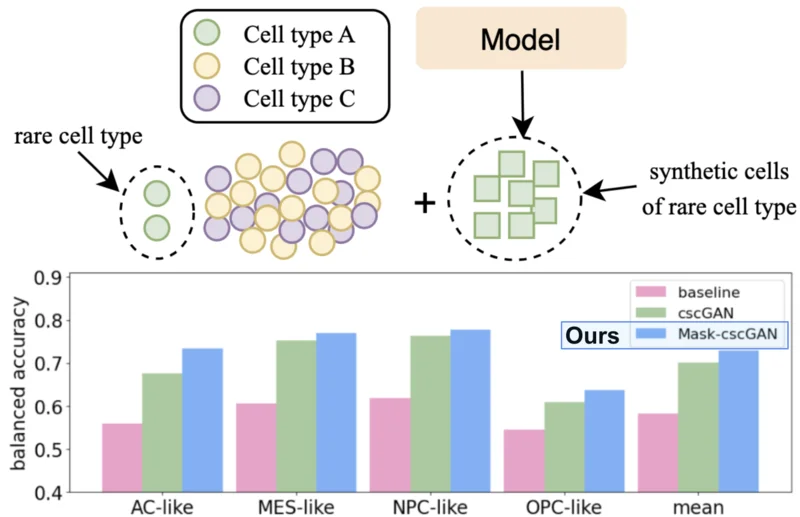 Cell type A
Cell type B
Cell type C
Model
rare cell type
+
synthetic cells
of rare cell type
balanced accuracy
0.9
0.8
0.7
0.6
0.5
0.4
baseline
cscGAN
Ours Mask-cscGAN
AC-like MES-like NPC-like OPC-like mean